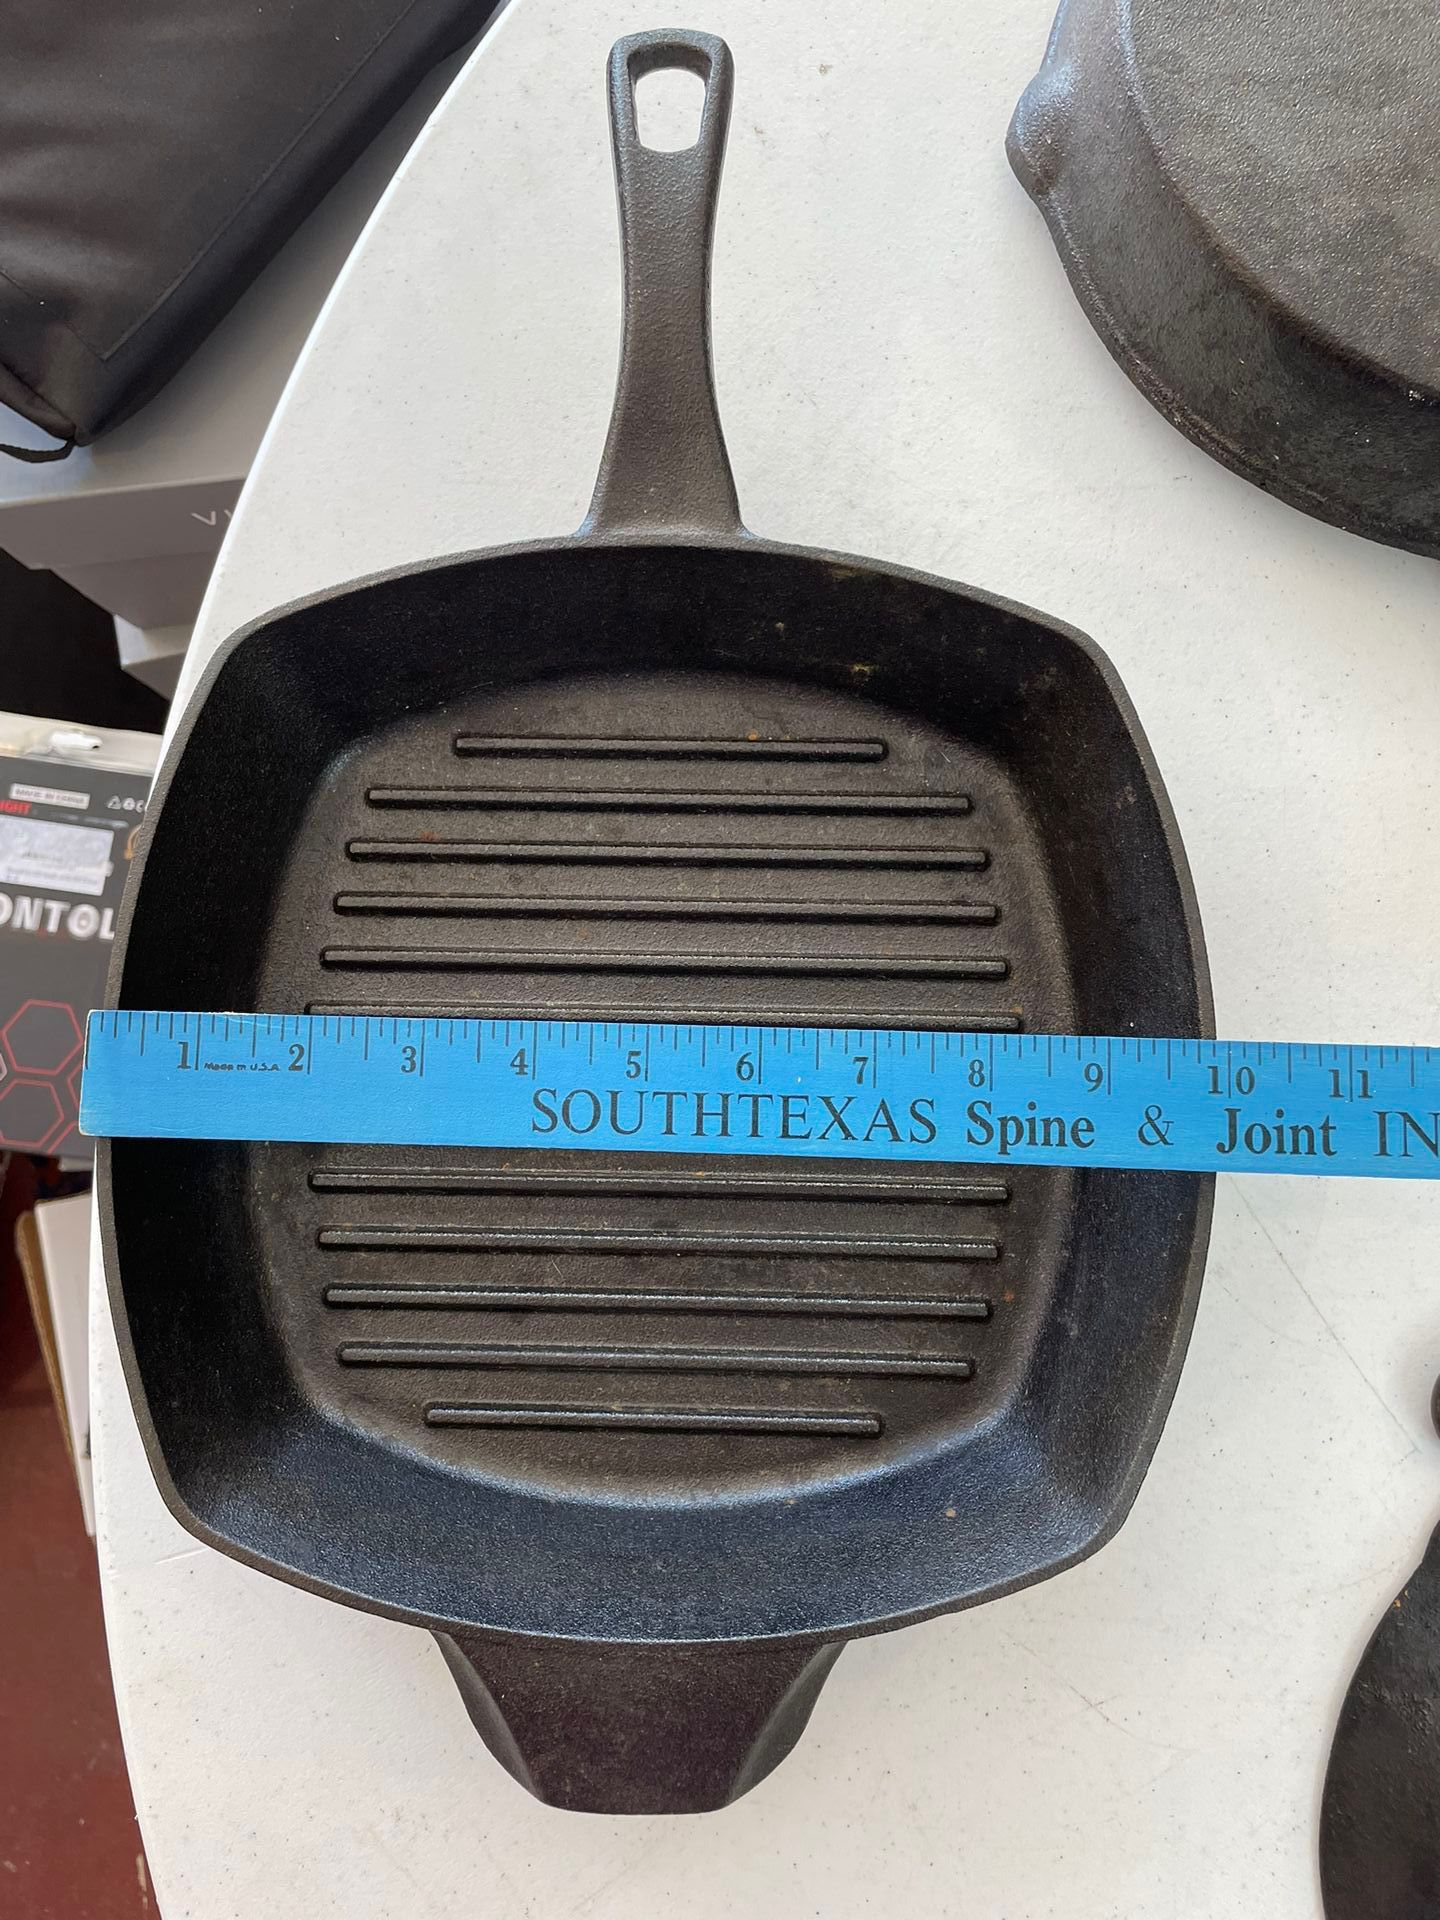 ONTOL
1 2 3 4 5 6 7 8 9 10 11
Made in U.S.A.
SOUTHTEXAS Spine & Joint IN